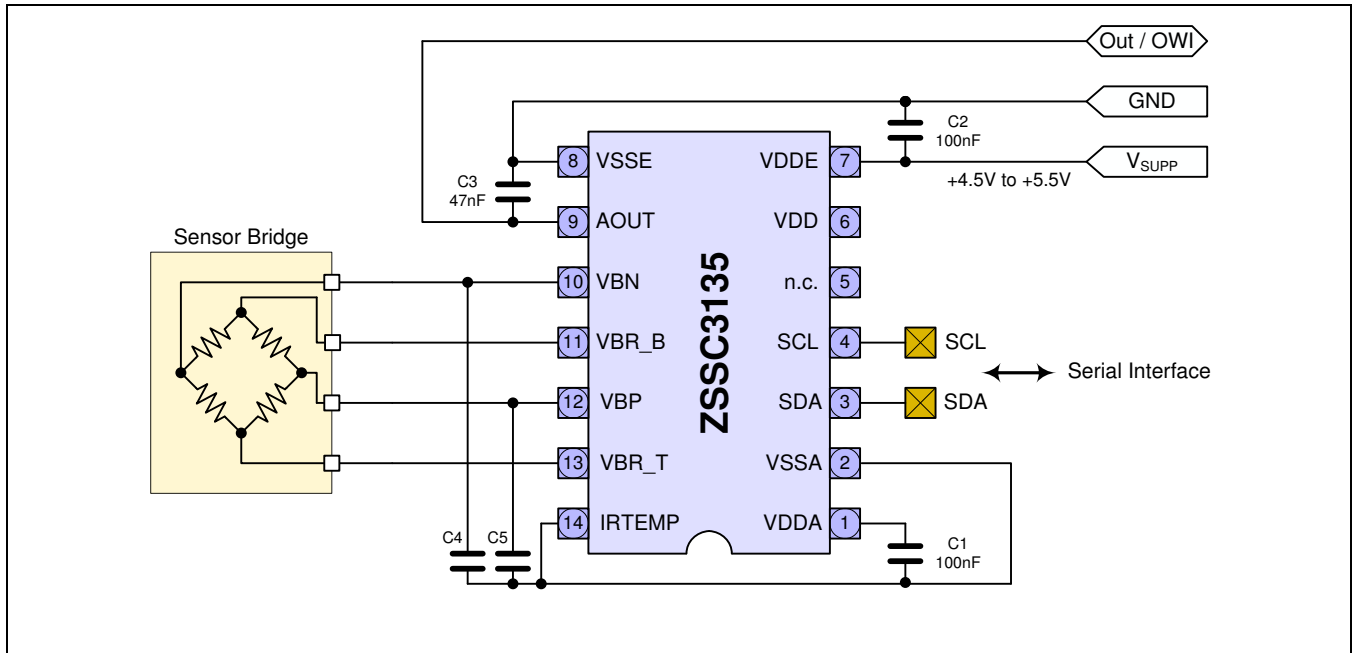 Out / OWI
GND
C2
100nF
8 VSSE
VDDE 7
VSUPP
+4.5V to +5.5V
C3
47nF
9 AOUT
VDD 6
Sensor Bridge
10 VBN
n.c. 5
11 VBR_B
SCL 4
SCL
Serial Interface
12 VBP
SDA 3
SDA
13 VBR_T
VSSA 2
14 IRTEMP
VDDA 1
ZSSC3135
C4
C5
C1
100nF